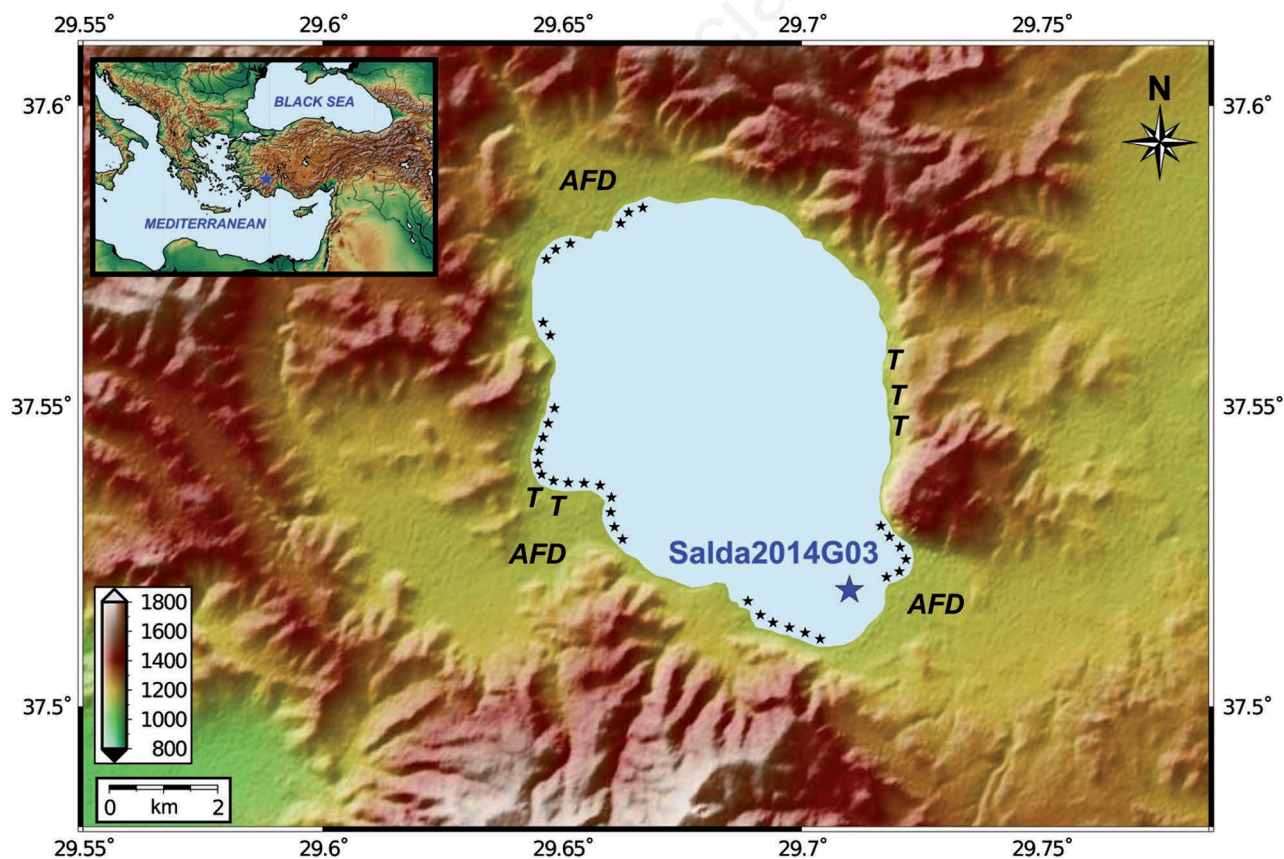 29.55° 29.6° 29.65° 29.7° 29.75°
37.6° 37.6°
N
BLACK SEA
MEDITERRANEAN
AFD
T
T
T
37.55° 37.55°
T T
AFD
Salda2014G03
AFD
1800
1600
1400
1200
1000
800
37.5° 37.5°
0 km 2
29.55° 29.6° 29.65° 29.7° 29.75°